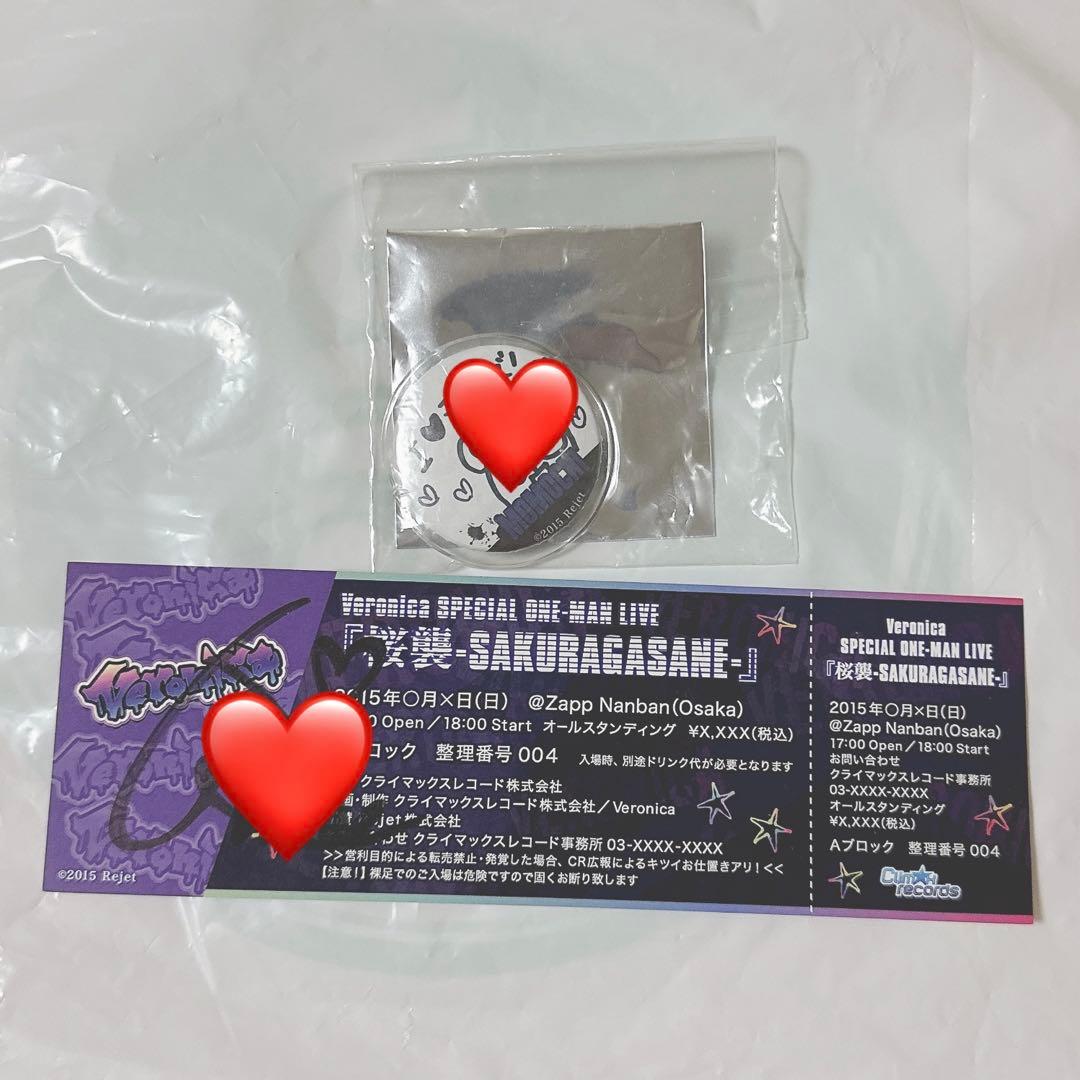 MOMOCHI
©2015 Rejet
Veronika
Veronica SPECIAL ONE-MAN LIVE
『桜襲-SAKURAGASANE-』
2015年〇月×日(日) @Zapp Nanban(Osaka)
0 Open／18:00 Start オールスタンディング ¥X,XXX(税込)
ブロック 整理番号 004 入場時、別途ドリンク代が必要となります
クライマックスレコード株式会社
画・制作 クライマックスレコード株式会社／Veronica
Rejet株式会社
わせ クライマックスレコード事務所 03-XXXX-XXXX
>>営利目的による転売禁止・発覚した場合、CR広報によるキツイお仕置きアリ！<<
【注意！】裸足でのご入場は危険ですので固くお断り致します
©2015 Rejet
Veronica
SPECIAL ONE-MAN LIVE
『桜襲-SAKURAGASANE-』
2015年〇月×日(日)
@Zapp Nanban(Osaka)
17:00 Open／18:00 Start
お問い合わせ
クライマックスレコード事務所
03-XXXX-XXXX
オールスタンディング
¥X,XXX(税込)
Aブロック 整理番号 004
records